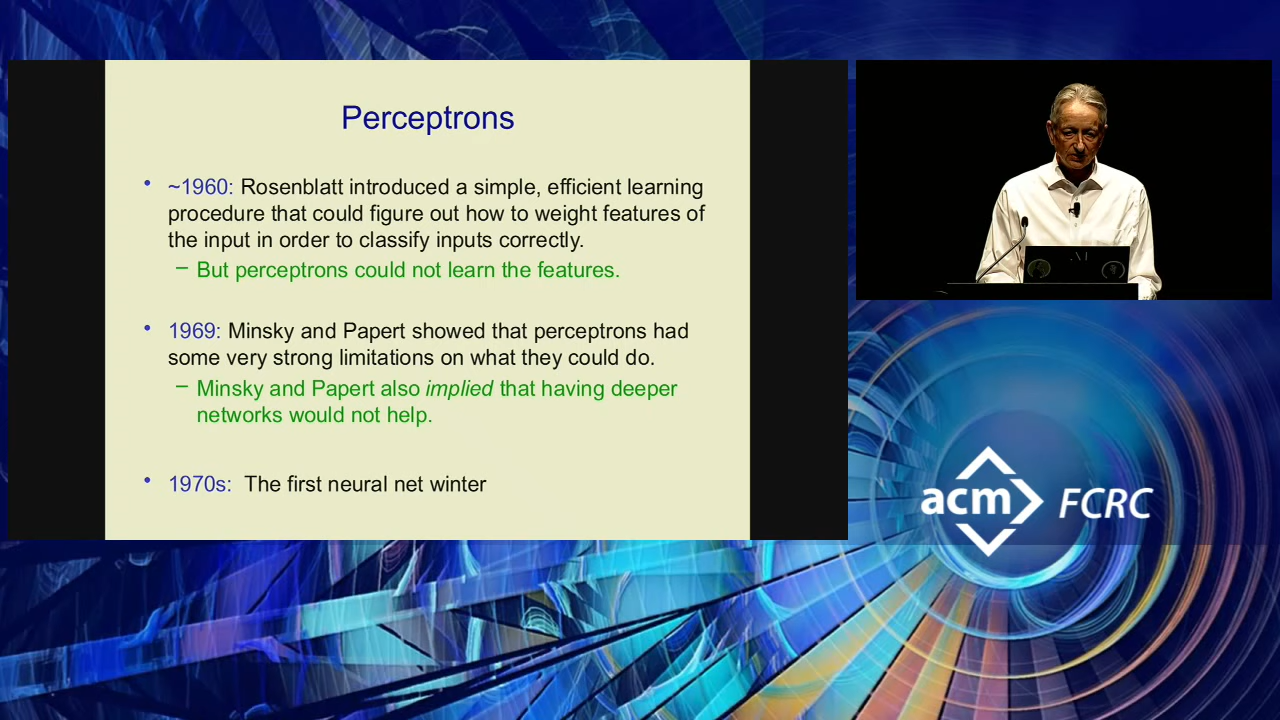 Perceptrons
• ~1960: Rosenblatt introduced a simple, efficient learning
procedure that could figure out how to weight features of
the input in order to classify inputs correctly.
– But perceptrons could not learn the features.
• 1969: Minsky and Papert showed that perceptrons had
some very strong limitations on what they could do.
– Minsky and Papert also implied that having deeper
networks would not help.
• 1970s:  The first neural net winter
acm FCRC